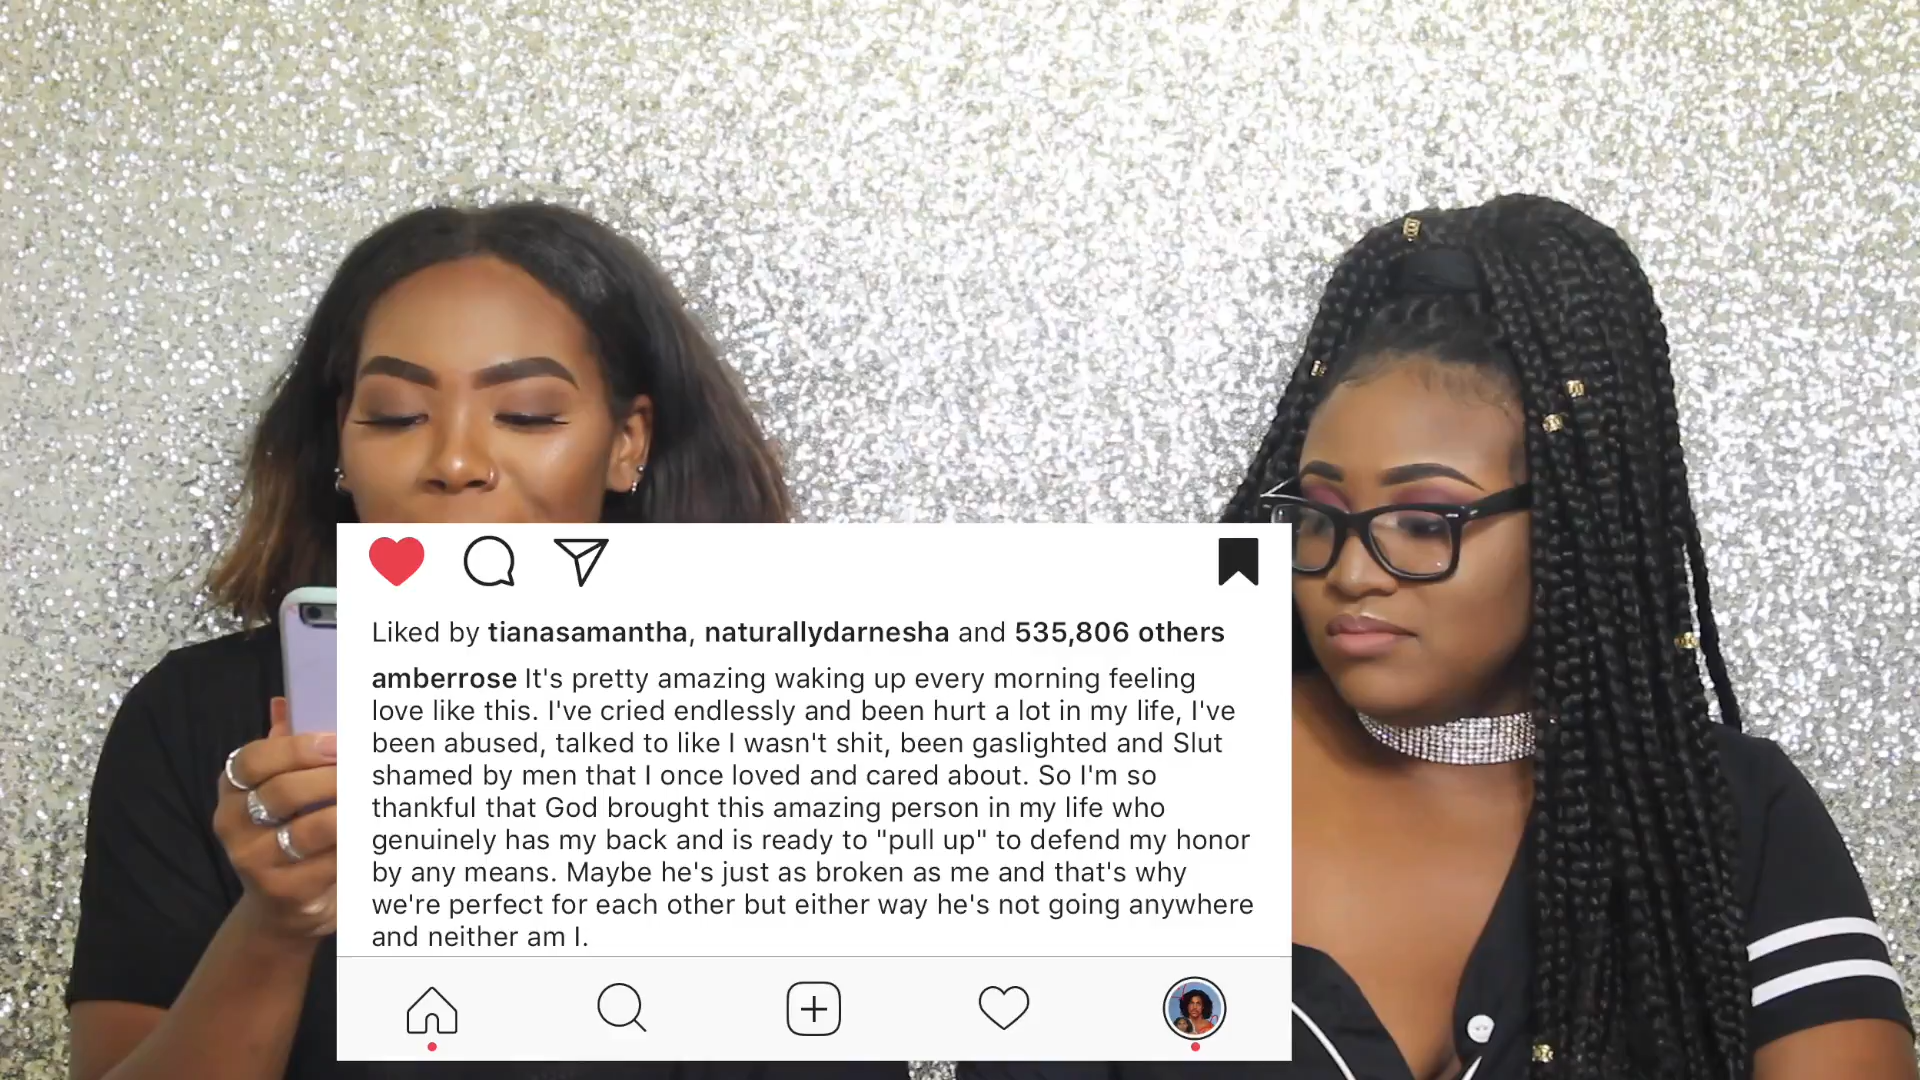 Liked by tianasamantha, naturallydarnesha and 535,806 others
amberrose It's pretty amazing waking up every morning feeling
love like this. I've cried endlessly and been hurt a lot in my life, I've
been abused, talked to like I wasn't shit, been gaslighted and Slut
shamed by men that I once loved and cared about. So I'm so
thankful that God brought this amazing person in my life who
genuinely has my back and is ready to "pull up" to defend my honor
by any means. Maybe he's just as broken as me and that's why
we're perfect for each other but either way he's not going anywhere
and neither am I.